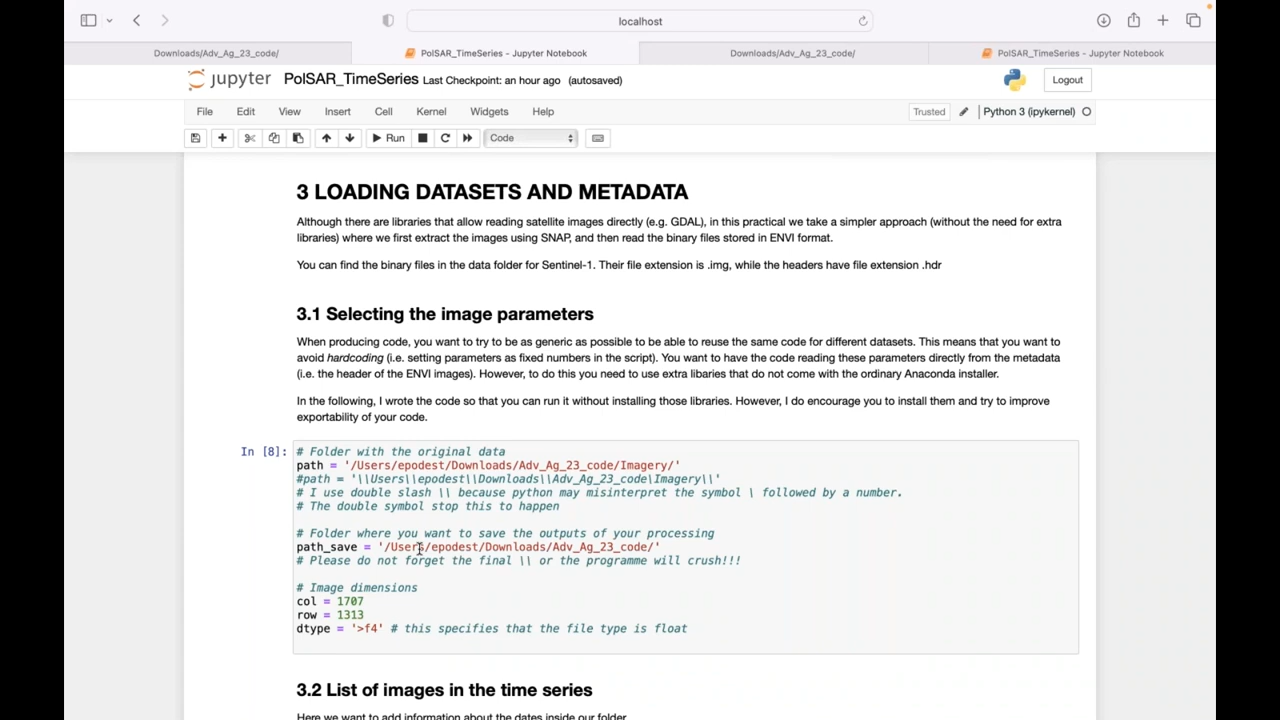 localhost
Downloads/Adv_Ag_23_code/
PolSAR_TimeSeries - Jupyter Notebook
Downloads/Adv_Ag_23_code/
PolSAR_TimeSeries - Jupyter Notebook
jupyter PolSAR_TimeSeries Last Checkpoint: an hour ago (autosaved)
Logout
File Edit View Insert Cell Kernel Widgets Help
Trusted Python 3 (ipykernel)
Run Code
3 LOADING DATASETS AND METADATA
Although there are libraries that allow reading satellite images directly (e.g. GDAL), in this practical we take a simpler approach (without the need for extra
libraries) where we first extract the images using SNAP, and then read the binary files stored in ENVI format.
You can find the binary files in the data folder for Sentinel-1. Their file extension is .img, while the headers have file extension .hdr
3.1 Selecting the image parameters
When producing code, you want to try to be as generic as possible to be able to reuse the same code for different datasets. This means that you want to
avoid hardcoding (i.e. setting parameters as fixed numbers in the script). You want to have the code reading these parameters directly from the metadata
(i.e. the header of the ENVI images). However, to do this you need to use extra libaries that do not come with the ordinary Anaconda installer.
In the following, I wrote the code so that you can run it without installing those libraries. However, I do encourage you to install them and try to improve
exportability of your code.
In [8]: # Folder with the original data
path = '/Users/epodest/Downloads/Adv_Ag_23_code/Imagery/'
#path = '\\Users\\epodest\\Downloads\\Adv_Ag_23_code\Imagery\\'
# I use double slash \\ because python may misinterpret the symbol \ followed by a number.
# The double symbol stop this to happen
# Folder where you want to save the outputs of your processing
path_save = '/Users/epodest/Downloads/Adv_Ag_23_code/'
# Please do not forget the final \\ or the programme will crush!!!
# Image dimensions
col = 1707
row = 1313
dtype = '>f4' # this specifies that the file type is float
3.2 List of images in the time series
Here we want to add information about the dates inside our folder